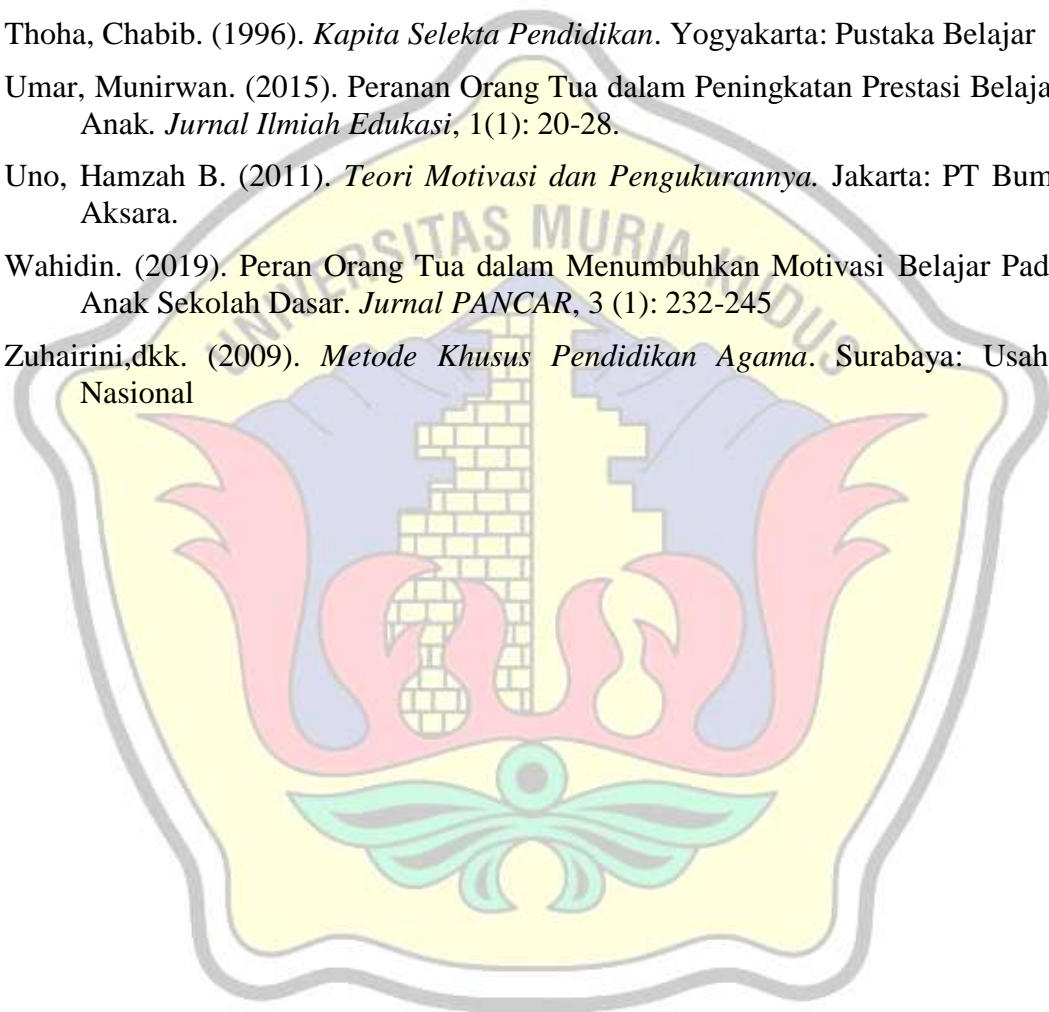 Thoha, Chabib. (1996). Kapita Selekta Pendidikan. Yogyakarta: Pustaka Belajar
Umar, Munirwan. (2015). Peranan Orang Tua dalam Peningkatan Prestasi Belaja
Anak. Jurnal Ilmiah Edukasi, 1(1): 20-28.
Uno, Hamzah B. (2011). Teori Motivasi dan Pengukurannya. Jakarta: PT Bum
Aksara.
UNIVERSITAS MURIA KUDUS
Wahidin. (2019). Peran Orang Tua dalam Menumbuhkan Motivasi Belajar Pad
Anak Sekolah Dasar. Jurnal PANCAR, 3 (1): 232-245
Zuhairini,dkk. (2009). Metode Khusus Pendidikan Agama. Surabaya: Usah
Nasional